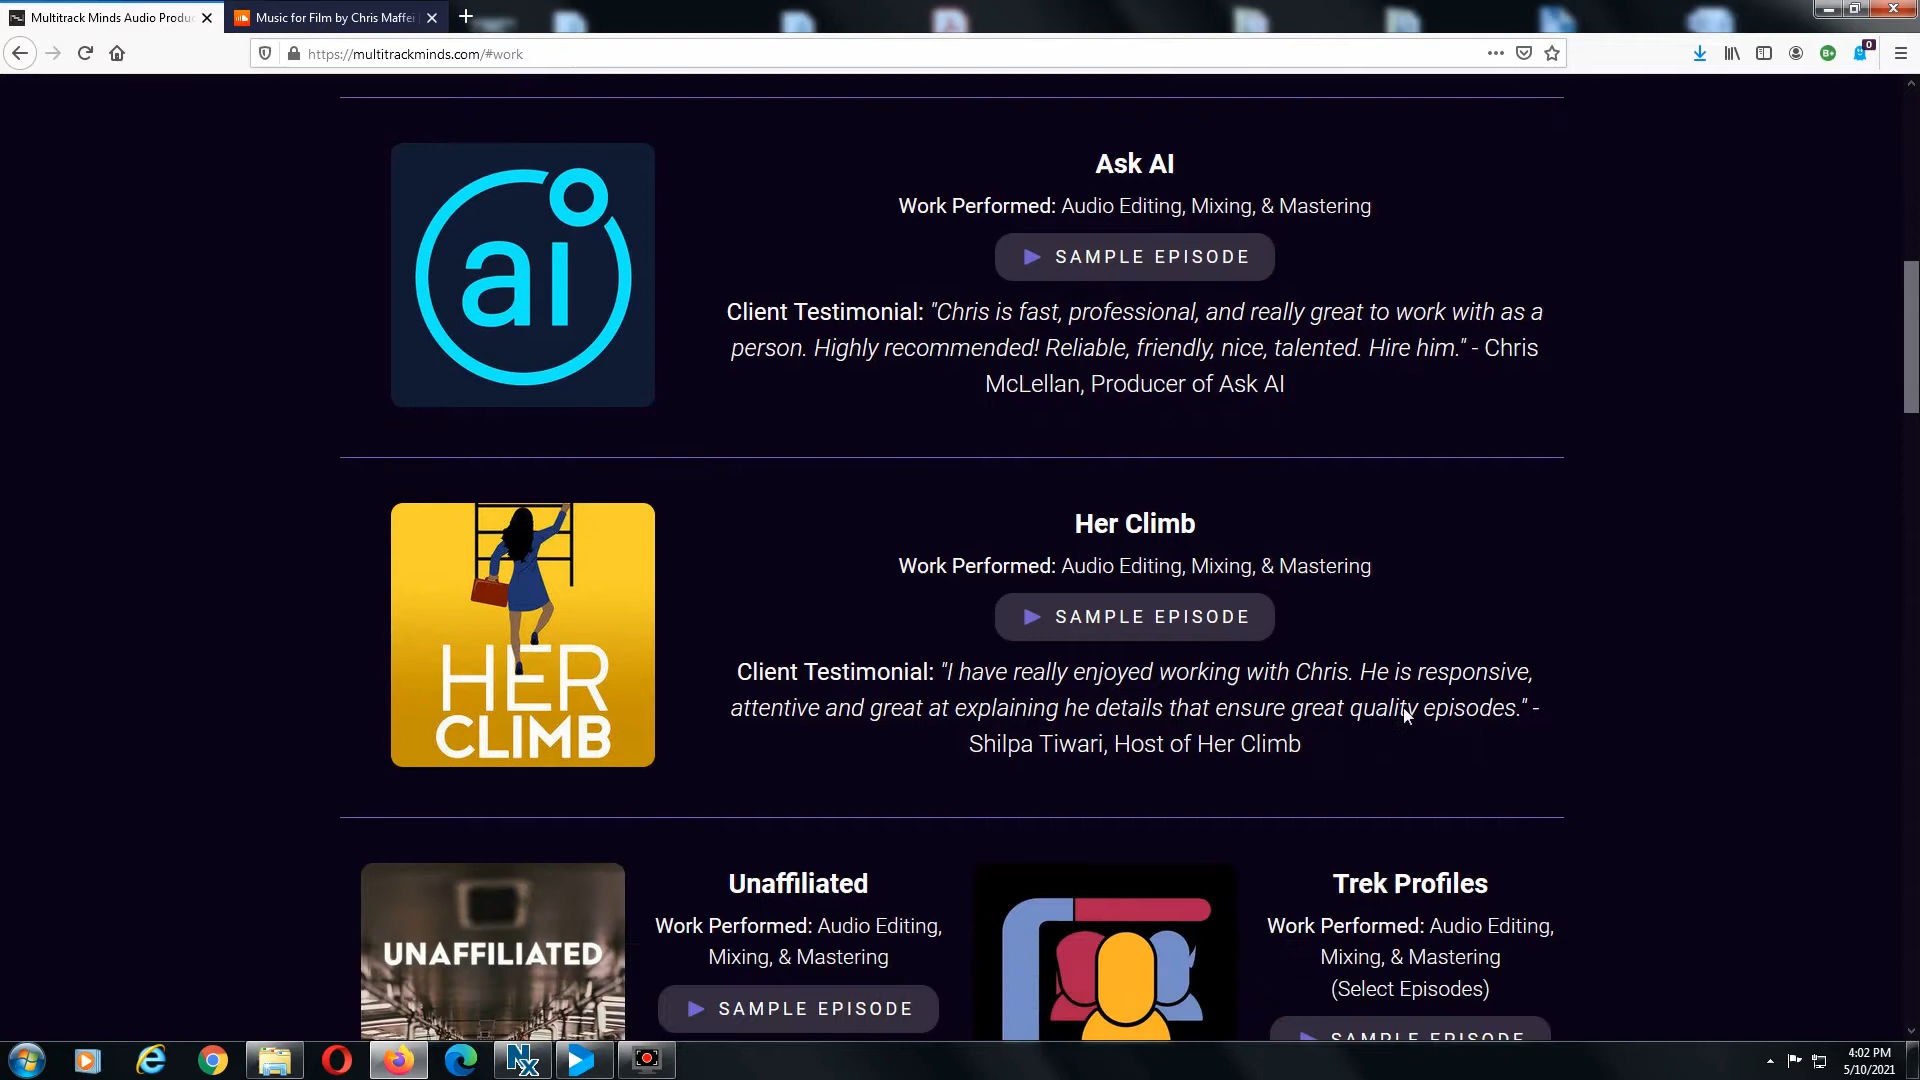 Multitrack Minds Audio Produc
Music for Film by Chris Maffei
https://multitrackminds.com/#work
0
B+
ai
Ask AI
Work Performed: Audio Editing, Mixing, & Mastering
SAMPLE EPISODE
Client Testimonial: "Chris is fast, professional, and really great to work with as a
person. Highly recommended! Reliable, friendly, nice, talented. Hire him." - Chris
McLellan, Producer of Ask AI
HER
CLIMB
Her Climb
Work Performed: Audio Editing, Mixing, & Mastering
SAMPLE EPISODE
Client Testimonial: "I have really enjoyed working with Chris. He is responsive,
attentive and great at explaining he details that ensure great quality episodes." -
Shilpa Tiwari, Host of Her Climb
UNAFFILIATED
Unaffiliated
Work Performed: Audio Editing,
Mixing, & Mastering
SAMPLE EPISODE
Trek Profiles
Work Performed: Audio Editing,
Mixing, & Mastering
(Select Episodes)
SAMPLE EPISODE
NX
4:02 PM
5/10/2021